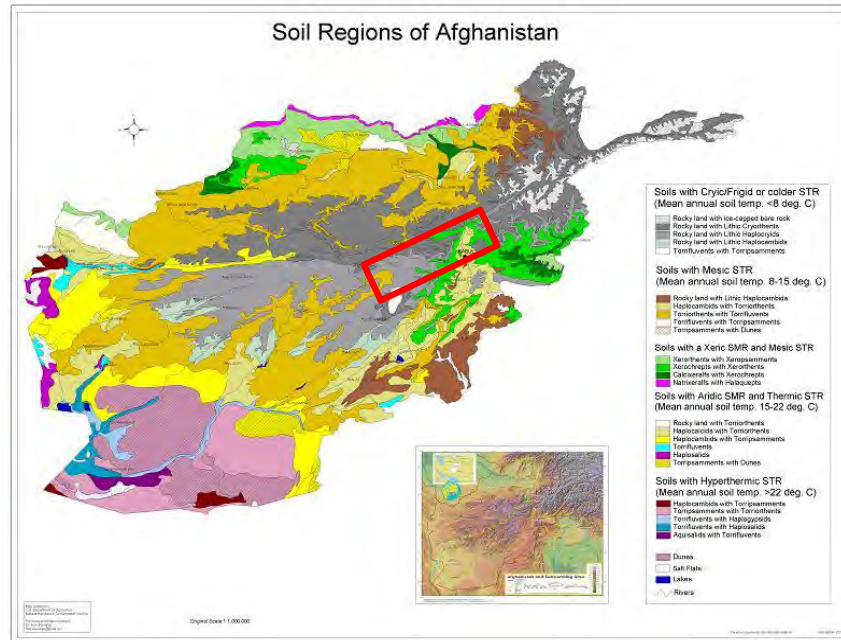 Soil Regions of Afghanistan
Soils with Cryic/Frigid or colder STR
(Mean annual soil temp. <8 deg. C)
Rocky land with ice-capped bare rock
Rocky land with Lithic Cryorthents
Rocky land with Lithic Haplocryids
Rocky land with Lithic Haplocambids
Torrifluvents with Torripsamments
Soils with Mesic STR
(Mean annual soil temp. 8-15 deg. C)
Rocky land with Lithic Haplocambids
Haplocambids with Torriorthents
Torriorthents with Torrifluvents
Torrifluvents with Torripsamments
Torripsamments with Dunes
Soils with a Xeric SMR and Mesic STR
Xerorthents with Xeropsamments
Xerochrepts with Xerorthents
Calcixeralfs with Xerochrepts
Natrixeralfs with Halaquepts
Soils with Aridic SMR and Thermic STR
(Mean annual soil temp. 15-22 deg. C)
Rocky land with Torriorthents
Haplocalcids with Torriorthents
Haplocambids with Torripsamments
Torrifluvents
Haplosalids
Torripsamments with Dunes
Soils with Hyperthermic STR
(Mean annual soil temp. >22 deg. C)
Haplocambids with Torripsamments
Torripsamments with Torriorthents
Torrifluvents with Haplogypsids
Torrifluvents with Haplosalids
Aquisalids with Torrifluvents
Dunes
Salt Flats
Lakes
Rivers
Afghanistan and Surrounding Area
Original Scale 1:1,000,000